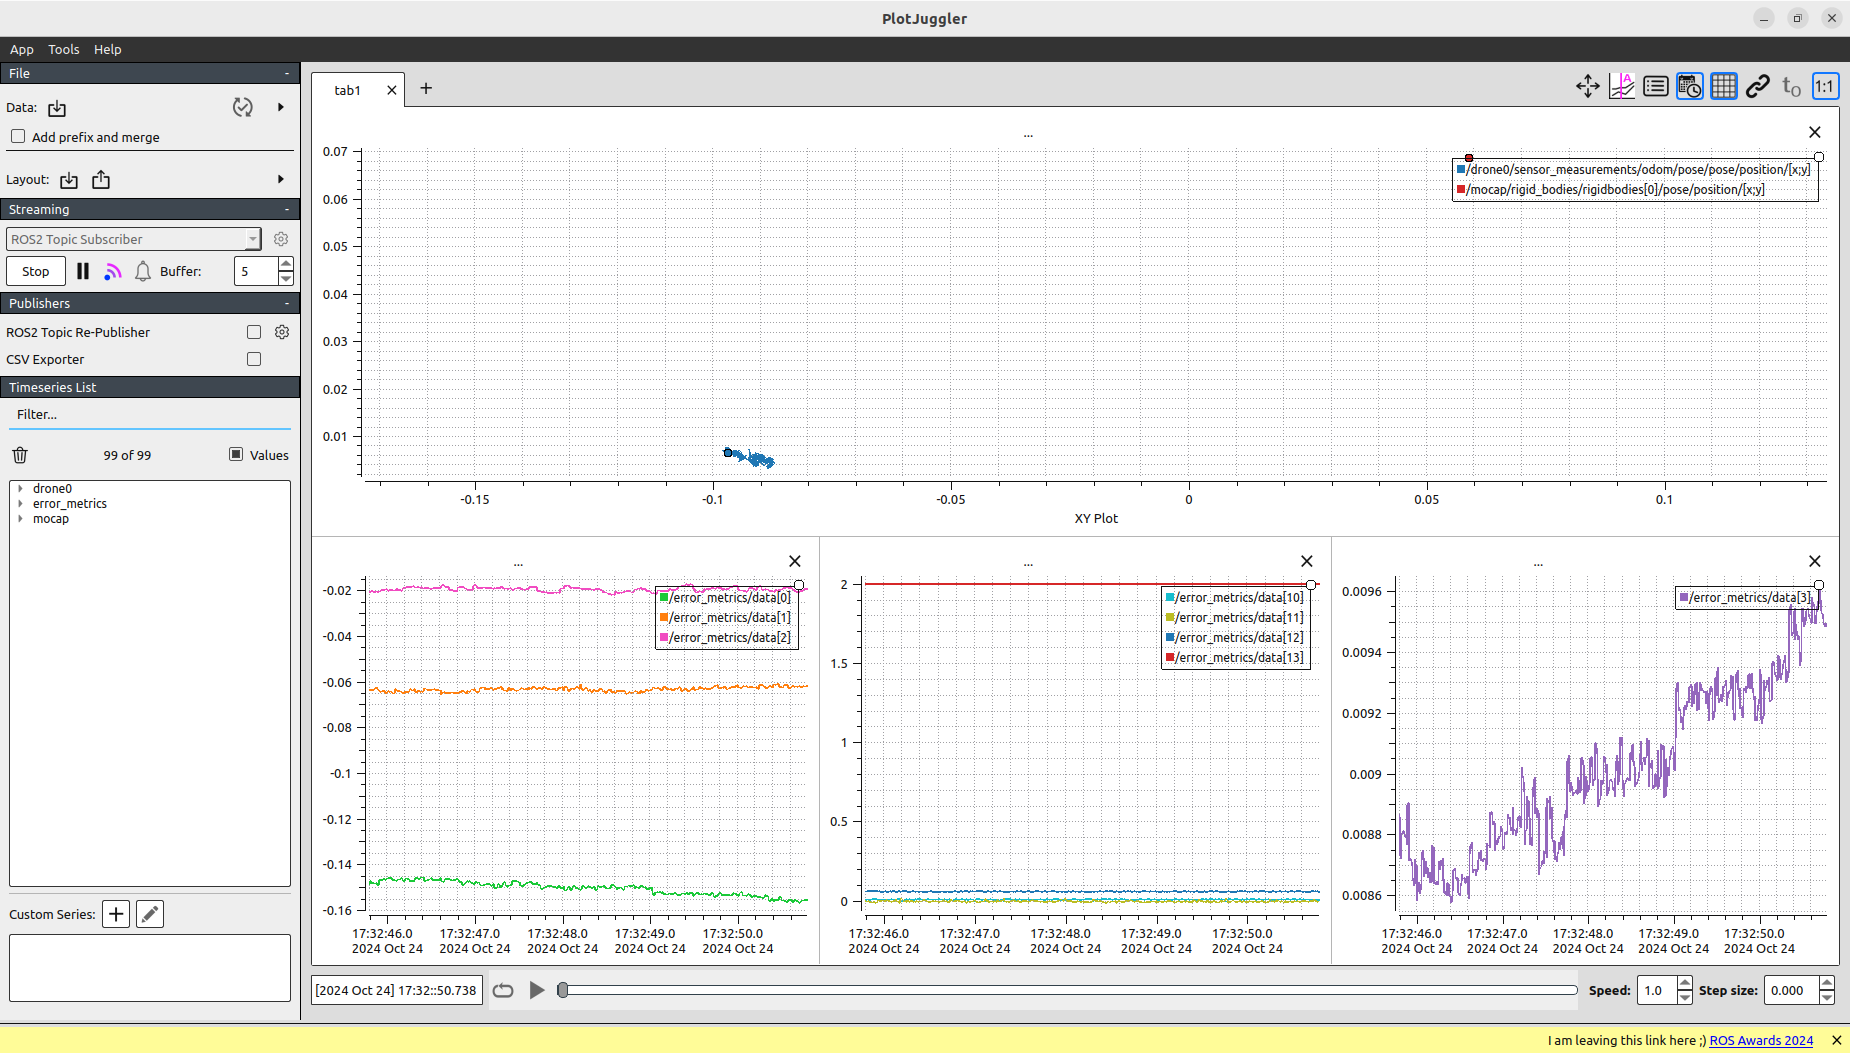 PlotJuggler
App Tools Help
File -
Data:
Add prefix and merge
Layout:
Streaming -
ROS2 Topic Subscriber
Stop Buffer: 5
Publishers -
ROS2 Topic Re-Publisher
CSV Exporter
Timeseries List
Filter...
99 of 99 Values
drone0
error_metrics
mocap
Custom Series:
tab1
A
t0 1:1
...
/drone0/sensor_measurements/odom/pose/pose/position/[x;y]
/mocap/rigid_bodies/rigidbodies[0]/pose/position/[x;y]
0.07
0.06
0.05
0.04
0.03
0.02
0.01
-0.15 -0.1 -0.05 0 0.05 0.1
XY Plot
...
/error_metrics/data[0]
/error_metrics/data[1]
/error_metrics/data[2]
-0.02
-0.04
-0.06
-0.08
-0.1
-0.12
-0.14
-0.16
17:32:46.0 17:32:47.0 17:32:48.0 17:32:49.0 17:32:50.0
2024 Oct 24 2024 Oct 24 2024 Oct 24 2024 Oct 24 2024 Oct 24
...
/error_metrics/data[10]
/error_metrics/data[11]
/error_metrics/data[12]
/error_metrics/data[13]
2
1.5
1
0.5
0
17:32:46.0 17:32:47.0 17:32:48.0 17:32:49.0 17:32:50.0
2024 Oct 24 2024 Oct 24 2024 Oct 24 2024 Oct 24 2024 Oct 24
...
/error_metrics/data[3]
0.0096
0.0094
0.0092
0.009
0.0088
0.0086
17:32:46.0 17:32:47.0 17:32:48.0 17:32:49.0 17:32:50.0
2024 Oct 24 2024 Oct 24 2024 Oct 24 2024 Oct 24 2024 Oct 24
[2024 Oct 24] 17:32::50.738
Speed: 1.0 Step size: 0.000
I am leaving this link here ;) ROS Awards 2024